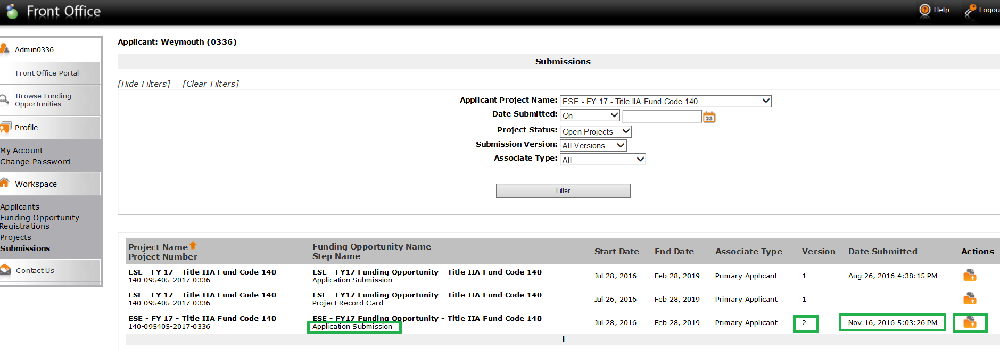 Front Office
Help
Logou
Admin0336
Front Office Portal
Browse Funding
Opportunities
Profile
My Account
Change Password
Workspace
Applicants
Funding Opportunity
Registrations
Projects
Submissions
Contact Us
Applicant: Weymouth (0336)
Submissions
[Hide Filters] [Clear Filters]
Applicant Project Name: ESE - FY 17 - Title IIA Fund Code 140
Date Submitted: On 23
Project Status: Open Projects
Submission Version: All Versions
Associate Type: All
Filter
Project Name Funding Opportunity Name
Project Number Step Name Start Date End Date Associate Type Version Date Submitted Actions
ESE - FY 17 - Title IIA Fund Code 140 ESE - FY17 Funding Opportunity - Title IIA Fund Code 140
140-095405-2017-0336 Application Submission Jul 28, 2016 Feb 28, 2019 Primary Applicant 1 Aug 26, 2016 4:38:15 PM
ESE - FY 17 - Title IIA Fund Code 140 ESE - FY17 Funding Opportunity - Title IIA Fund Code 140
140-095405-2017-0336 Project Record Card Jul 26, 2016 Feb 28, 2019 Primary Applicant 1
ESE - FY 17 - Title IIA Fund Code 140 ESE - FY17 Funding Opportunity - Title IIA Fund Code 140
140-095405-2017-0336 Application Submission Jul 28, 2016 Feb 28, 2019 Primary Applicant 2 Nov 16, 2016 5:03:26 PM
1